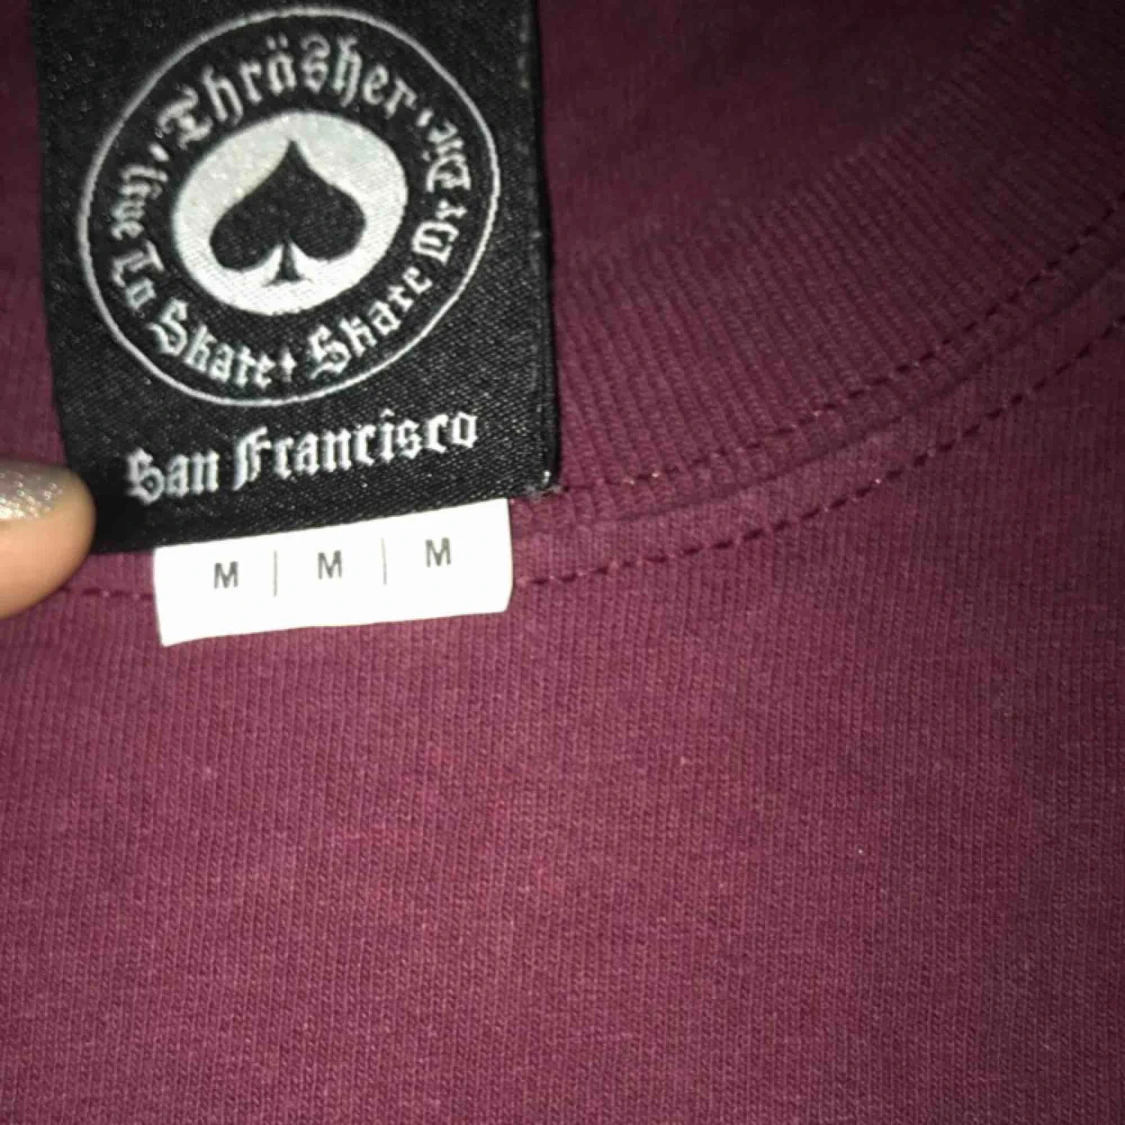 Thräsher
Live To Skate + Skate Or Die
San Francisco
M | M | M